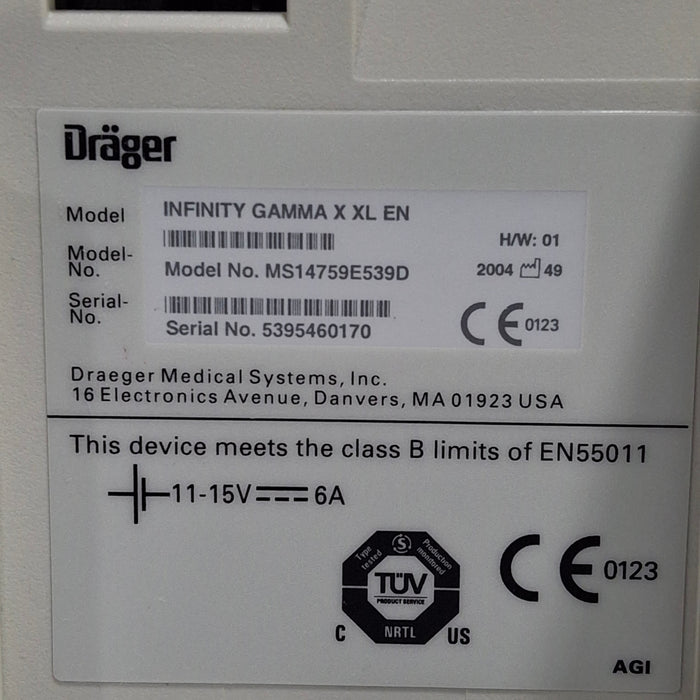 Dräger
Model INFINITY GAMMA X XL EN
H/W: 01
Model-No. Model No. MS14759E539D
2004 49
Serial-No. Serial No. 5395460170
CE 0123
Draeger Medical Systems, Inc.
16 Electronics Avenue, Danvers, MA 01923 USA
This device meets the class B limits of EN55011
11-15V 6A
Type tested S Production monitored
TÜV
PRODUCT SERVICE
C NRTL US
CE 0123
AGI